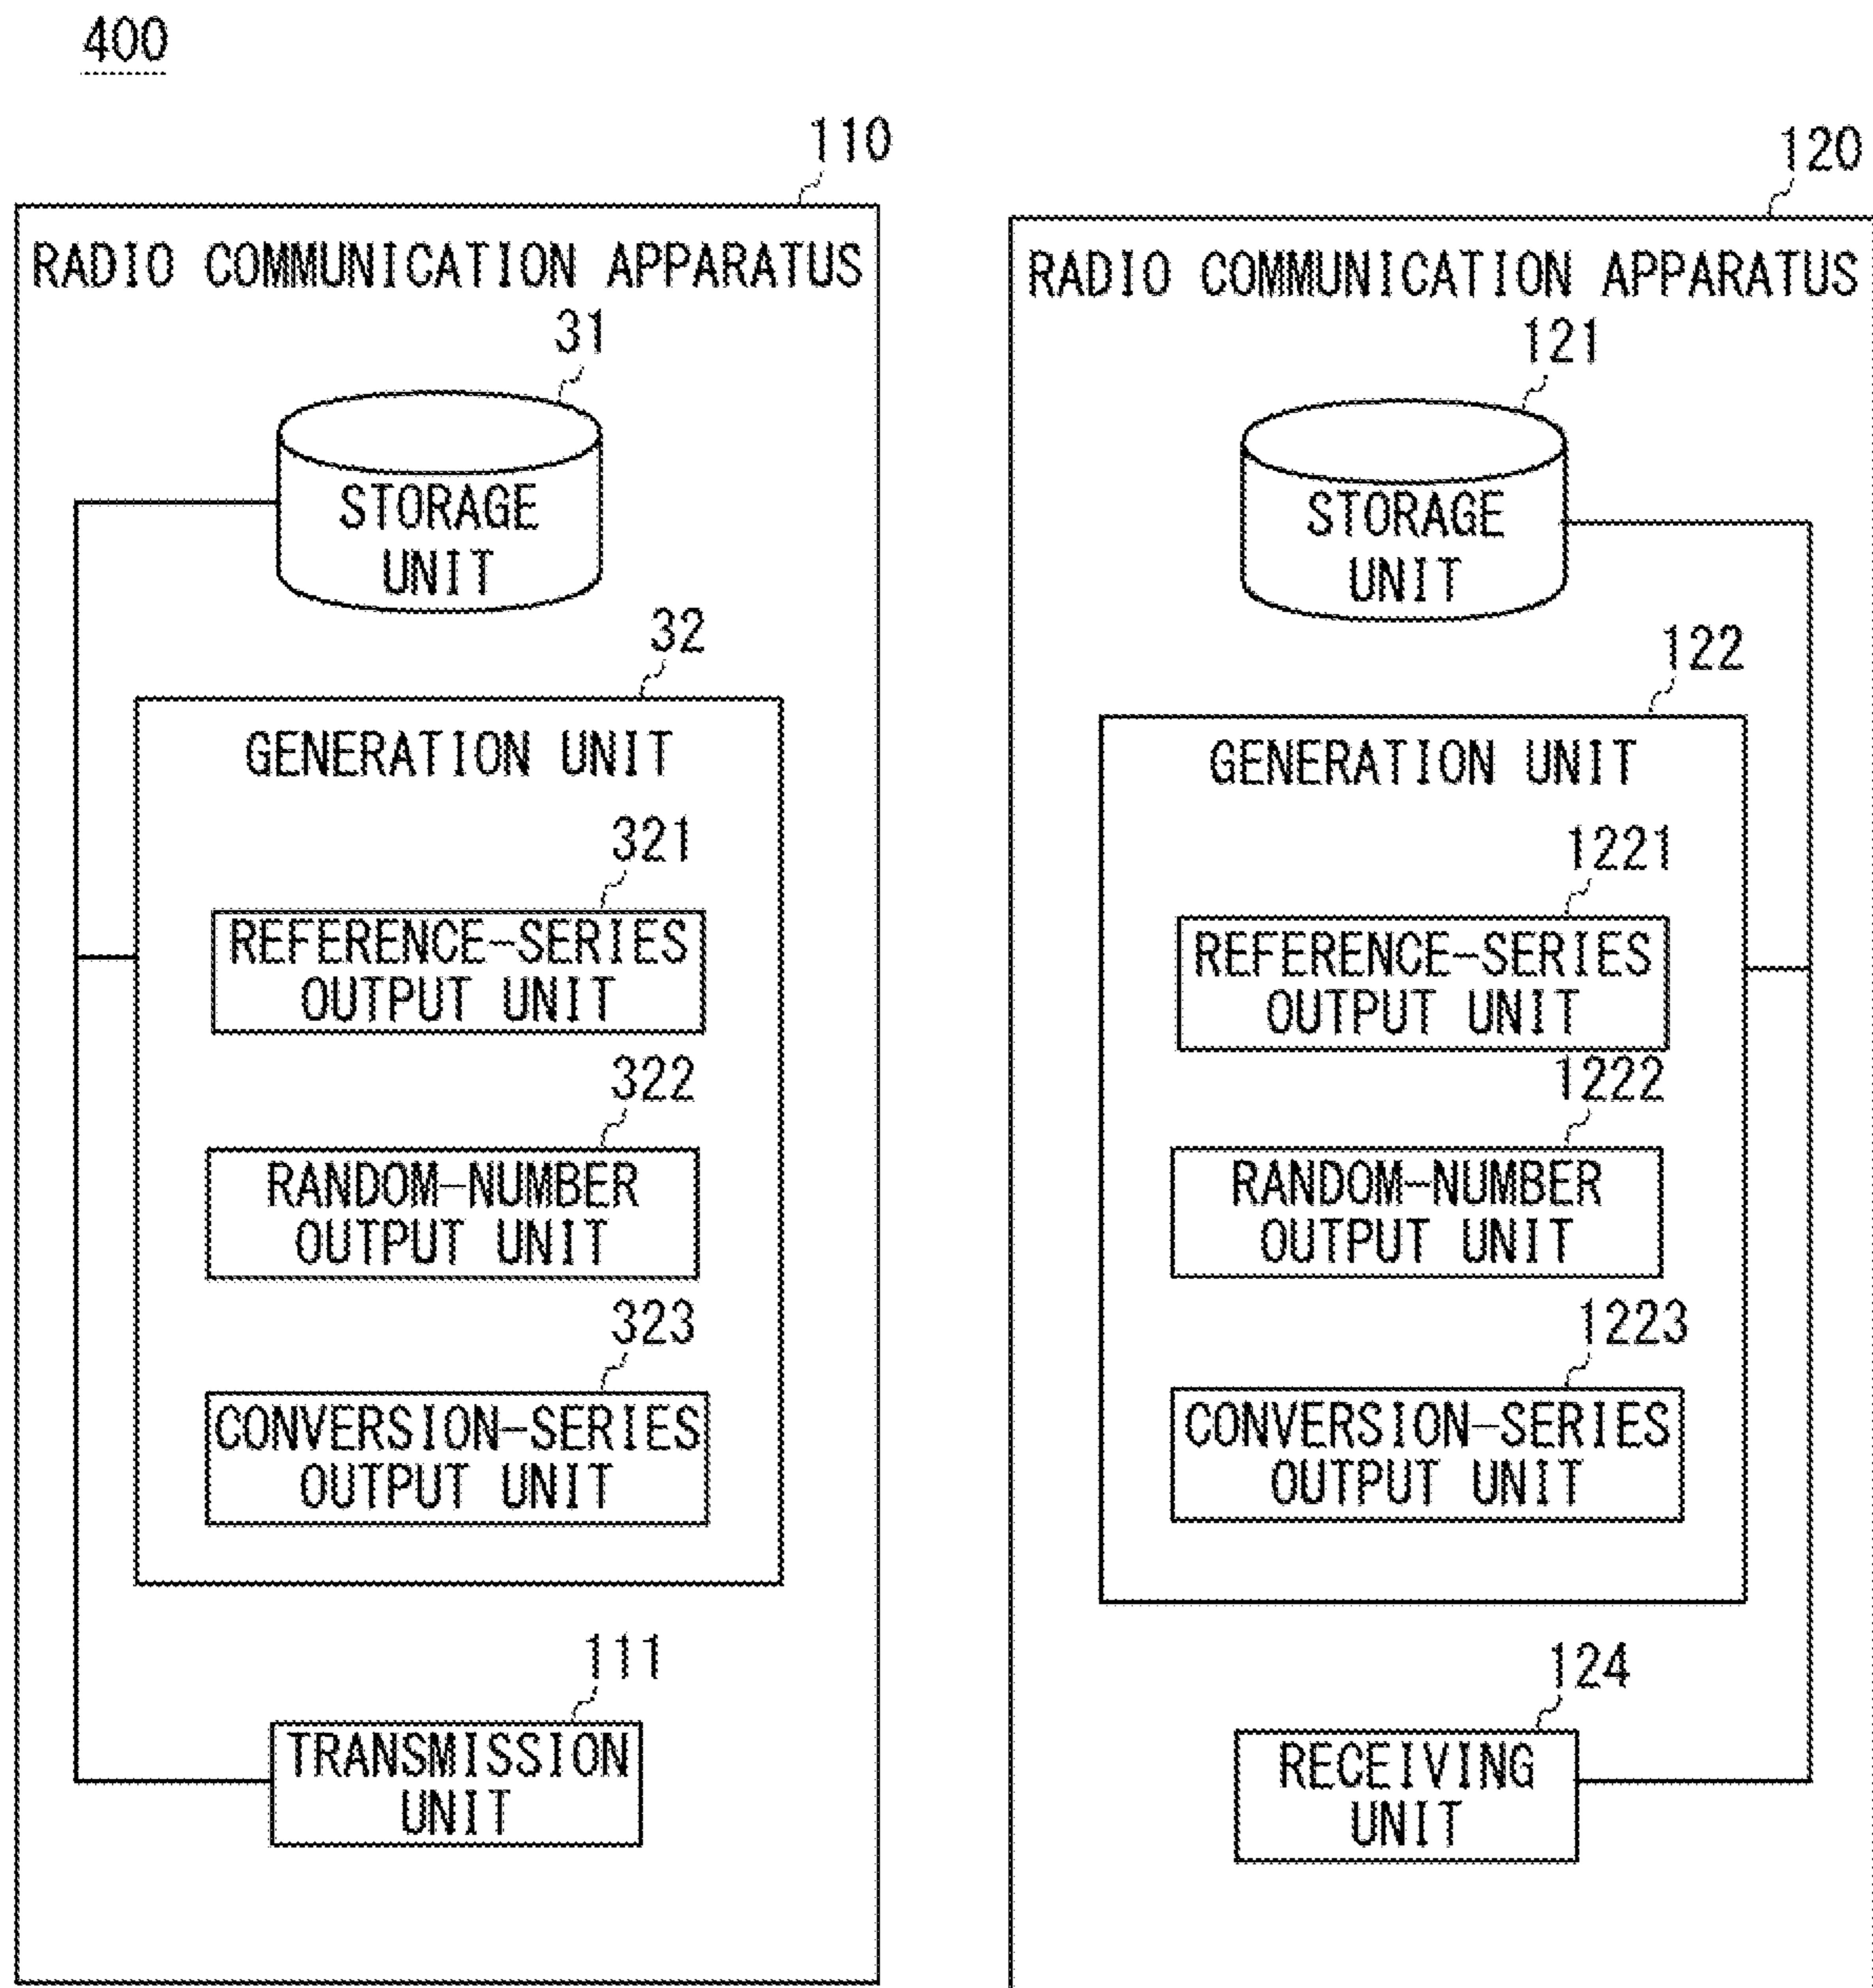 400
110
RADIO COMMUNICATION APPARATUS
31
STORAGE
UNIT
32
GENERATION UNIT
321
REFERENCE-SERIES
OUTPUT UNIT
322
RANDOM-NUMBER
OUTPUT UNIT
323
CONVERSION-SERIES
OUTPUT UNIT
111
TRANSMISSION
UNIT
120
RADIO COMMUNICATION APPARATUS
121
STORAGE
UNIT
122
GENERATION UNIT
1221
REFERENCE-SERIES
OUTPUT UNIT
1222
RANDOM-NUMBER
OUTPUT UNIT
1223
CONVERSION-SERIES
OUTPUT UNIT
124
RECEIVING
UNIT